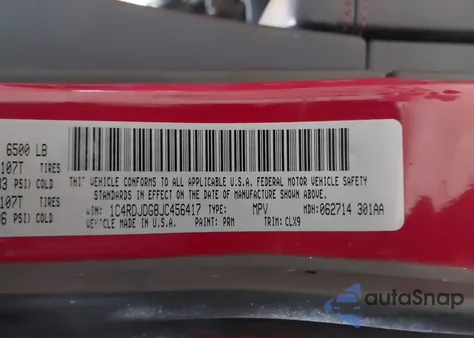 6500 LB
107T TIRES
PSI) COLD
107T TIRES
PSI) COLD
THIS VEHICLE CONFORMS TO ALL APPLICABLE U.S.A. FEDERAL MOTOR VEHICLE SAFETY
STANDARDS IN EFFECT ON THE DATE OF MANUFACTURE SHOWN ABOVE.
VIN: 1C4RDJDG8JC456417 TYPE: MPV MDH: 062714 301AA
VEHICLE MADE IN U.S.A. PAINT: PRM TRIM: CLX9
autoSnap